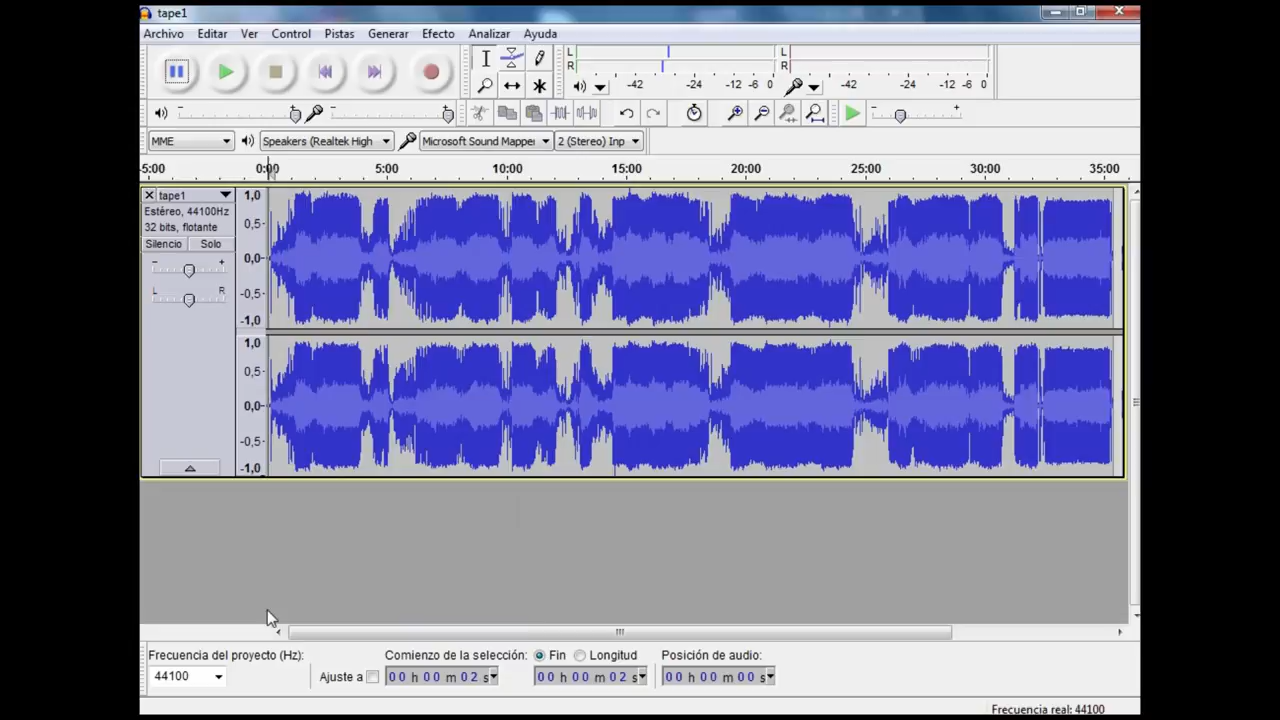 tape1
Archivo Editar Ver Control Pistas Generar Efecto Analizar Ayuda
L L
R R
-42 -24 -12 -6 0 -42 -24 -12 -6 0
- + - + - +
MME Speakers (Realtek High Microsoft Sound Mapper 2 (Stereo) Inp
-5:00 0:00 5:00 10:00 15:00 20:00 25:00 30:00 35:00
tape1
Estéreo, 44100Hz
32 bits, flotante
Silencio Solo
- +
L R
1,0
0,5-
0,0-
-0,5-
-1,0
1,0
0,5-
0,0-
-0,5-
-1,0
Frecuencia del proyecto (Hz): Comienzo de la selección: Fin Longitud Posición de audio:
44100 Ajuste a 00 h 00 m 02 s 00 h 00 m 02 s 00 h 00 m 00 s
Frecuencia real: 44100